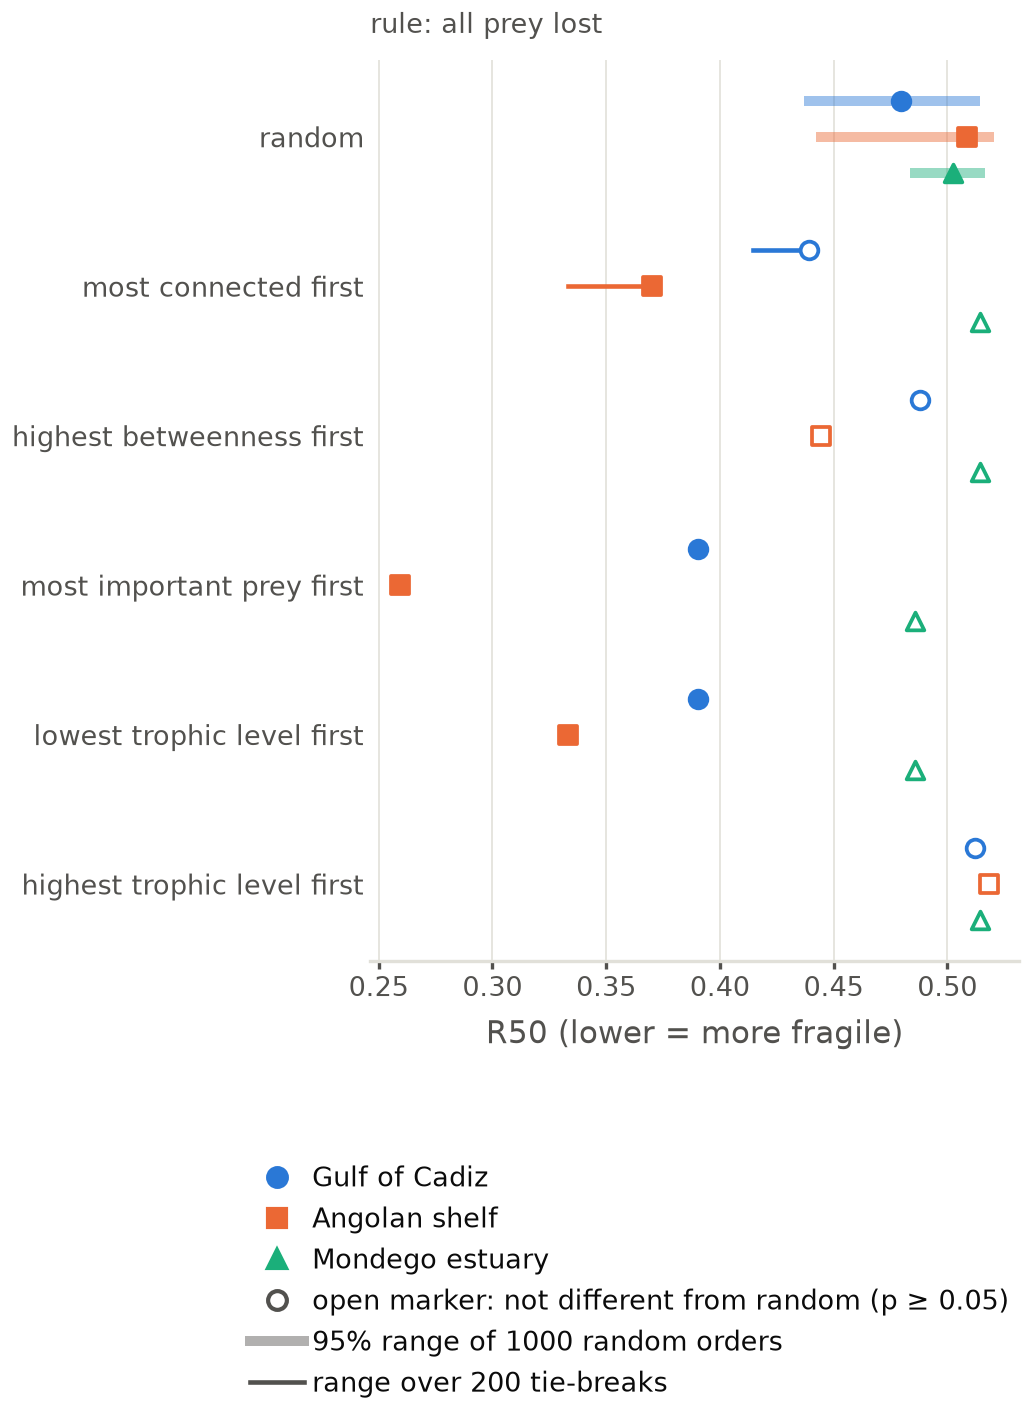 rule: all prey lost
random
most connected first
highest betweenness first
most important prey first
lowest trophic level first
highest trophic level first
0.25 0.30 0.35 0.40 0.45 0.50
R50 (lower = more fragile)
Gulf of Cadiz
Angolan shelf
Mondego estuary
open marker: not different from random (p ≥ 0.05)
95% range of 1000 random orders
range over 200 tie-breaks